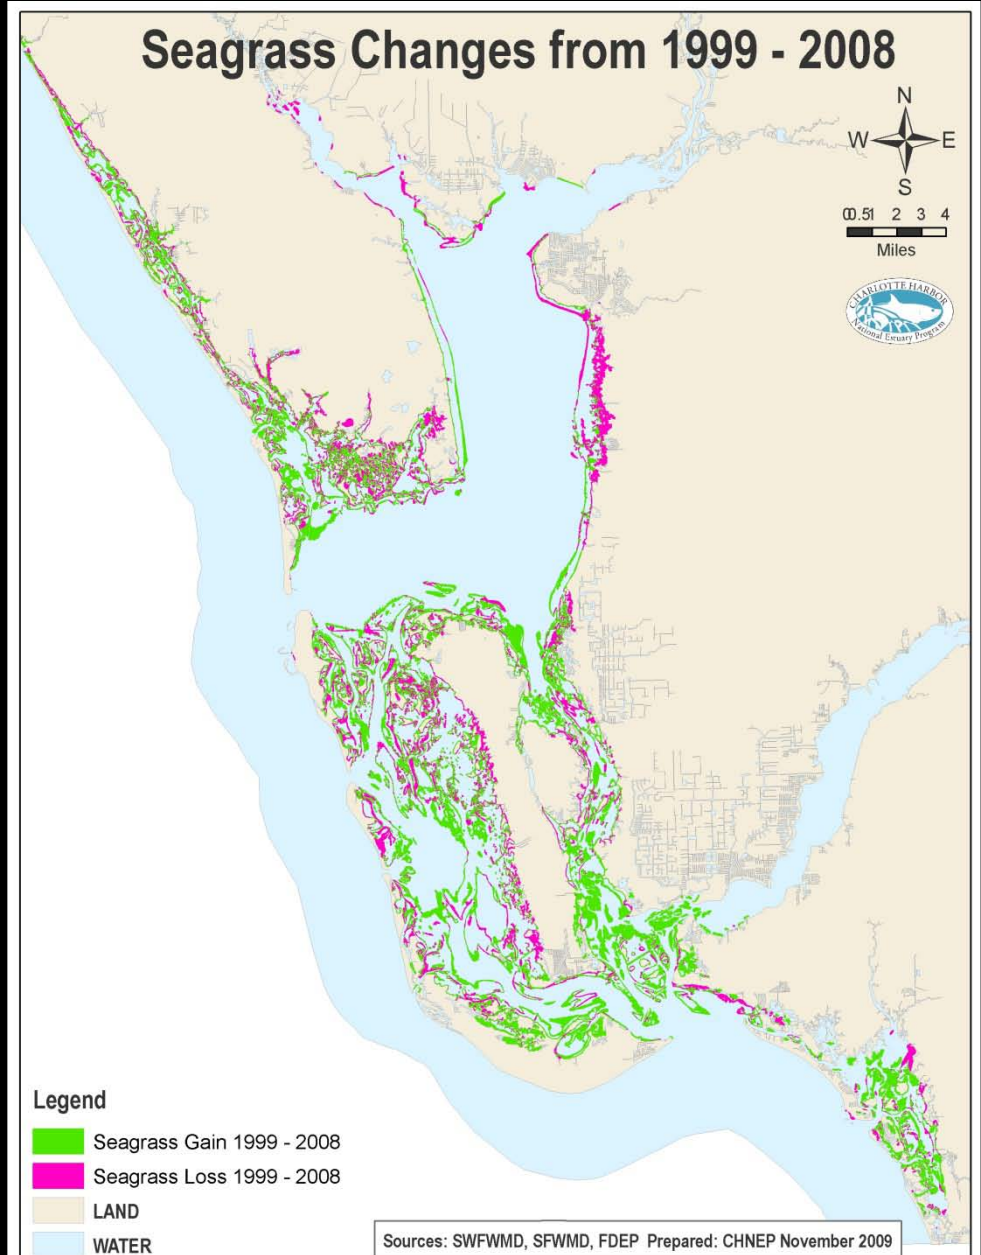 Seagrass Changes from 1999 - 2008
N
W E
S
0 0.5 1 2 3 4
Miles
CHARLOTTE HARBOR
National Estuary Program
Legend
Seagrass Gain 1999 - 2008
Seagrass Loss 1999 - 2008
LAND
WATER
Sources: SWFWMD, SFWMD, FDEP Prepared: CHNEP November 2009